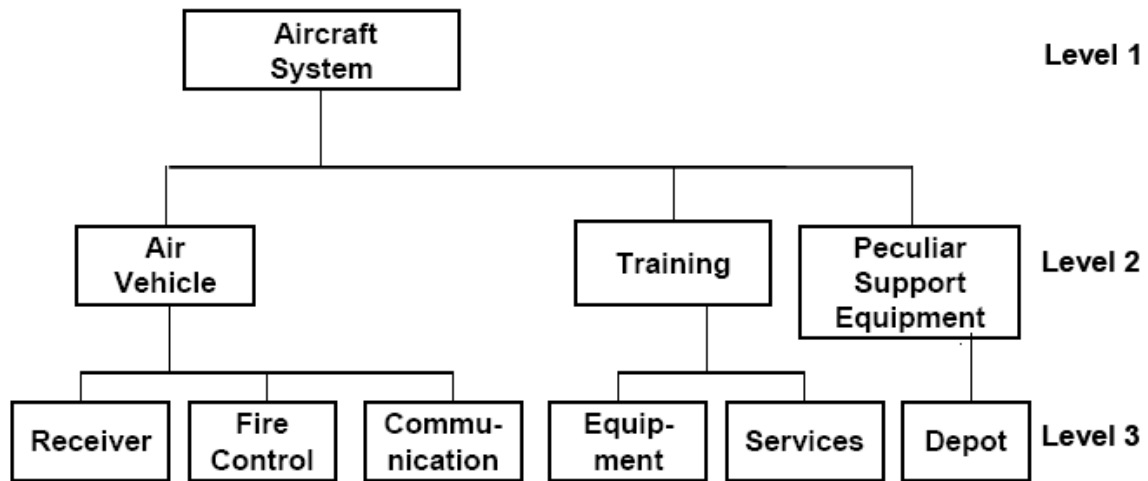 Aircraft
System
Level 1
Air
Vehicle
Training
Peculiar
Support
Equipment
Level 2
Receiver
Fire
Control
Commu-
nication
Equip-
ment
Services
Depot
Level 3